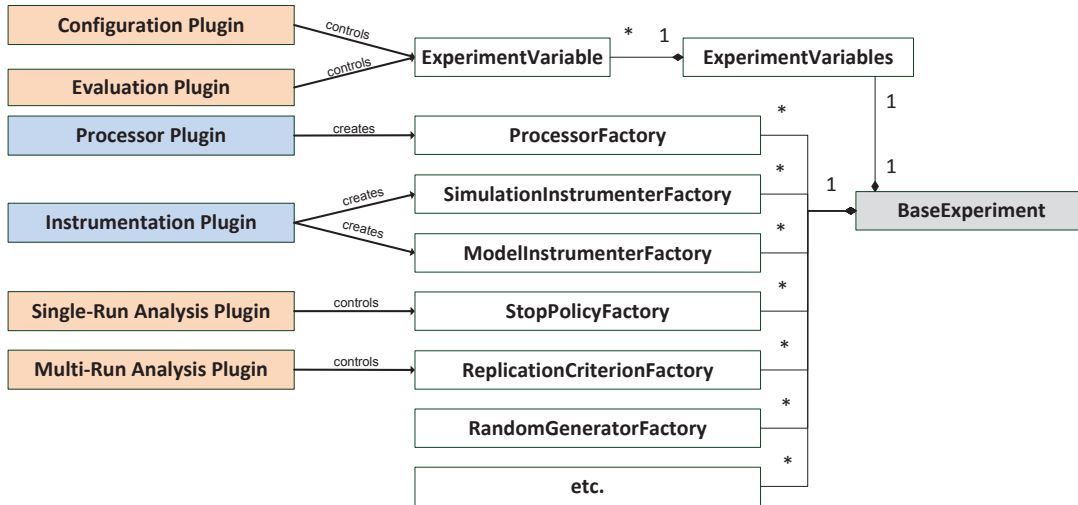 Configuration Plugin
controls
ExperimentVariable
*
1
ExperimentVariables
Evaluation Plugin
controls
1
Processor Plugin
creates
ProcessorFactory
*
1
1
BaseExperiment
Instrumentation Plugin
creates
SimulationInstrumenterFactory
*
creates
ModelInstrumenterFactory
*
Single-Run Analysis Plugin
controls
StopPolicyFactory
*
Multi-Run Analysis Plugin
controls
ReplicationCriterionFactory
*
RandomGeneratorFactory
*
etc.
*